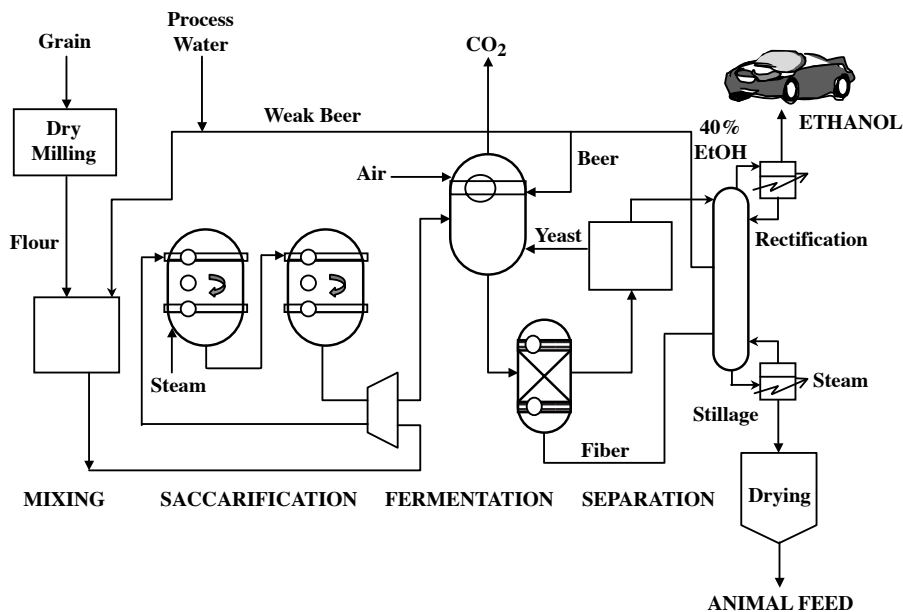 Grain
Process
Water
CO2
Dry
Milling
Weak Beer
40%
EtOH
ETHANOL
Air
Beer
Flour
Yeast
Rectification
Steam
Steam
Stillage
Fiber
MIXING
SACCARIFICATION
FERMENTATION
SEPARATION
Drying
ANIMAL FEED